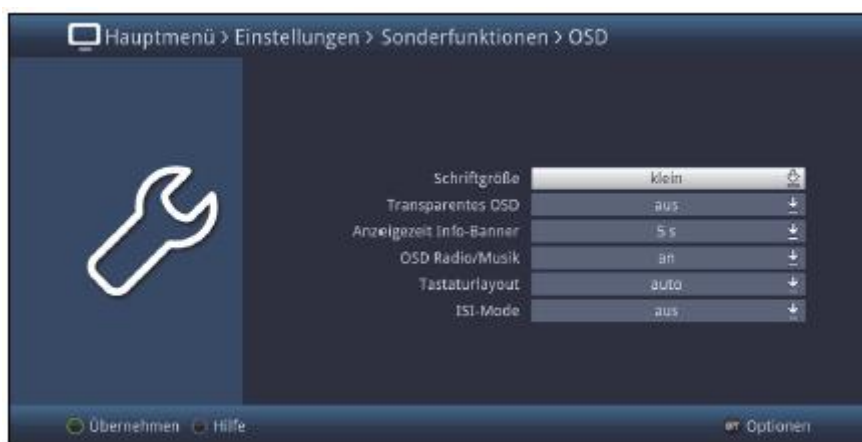 Hauptmenü > Einstellungen > Sonderfunktionen > OSD
Schriftgröße klein
Transparentes OSD aus
Anzeigezeit Info-Banner 5 s
OSD Radio/Musik an
Tastaturlayout auto
ISI-Mode aus
Übernehmen Hilfe OPT Optionen